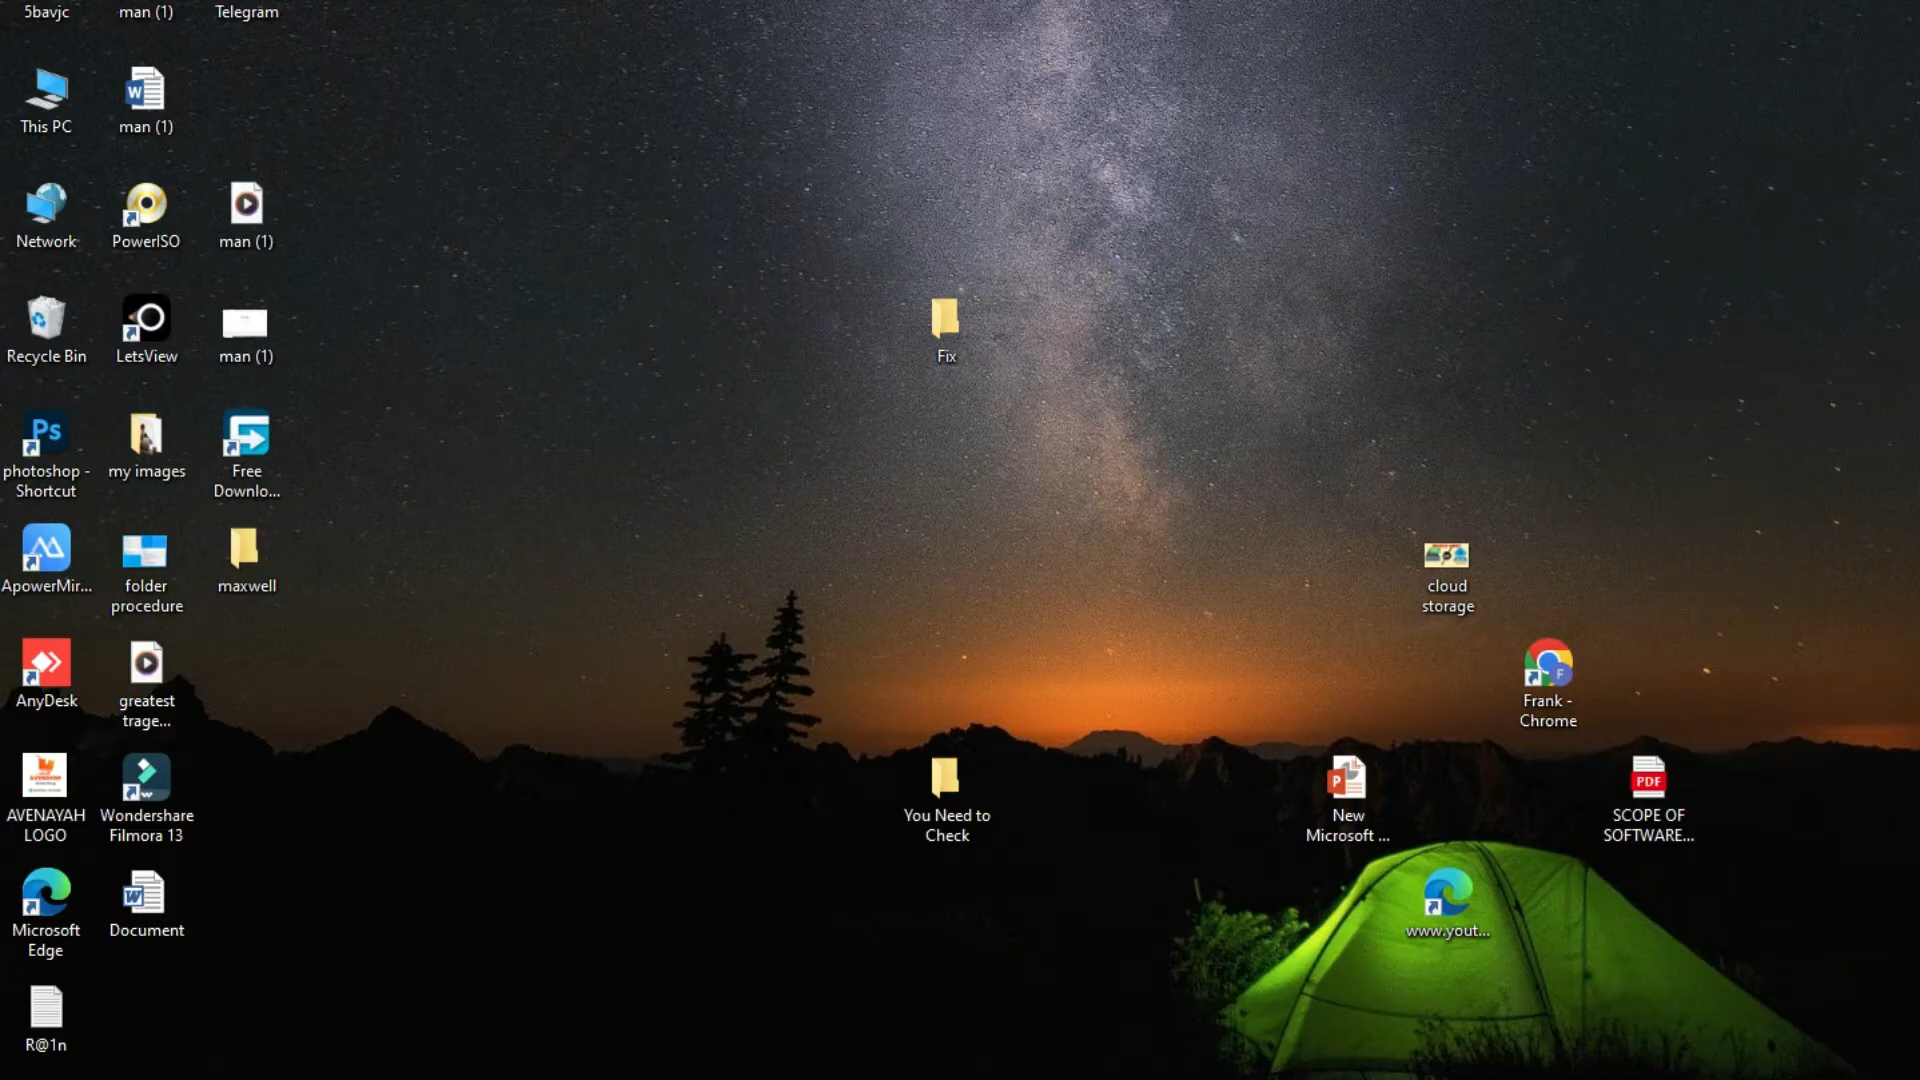 5bavjc
man (1)
Telegram
This PC
man (1)
Network
PowerISO
man (1)
Recycle Bin
LetsView
man (1)
Fix
Ps
photoshop -
Shortcut
my images
Free
Downlo...
ApowerMir...
folder
procedure
maxwell
cloud
storage
AnyDesk
greatest
trage...
F
Frank -
Chrome
AVENAYAH
LOGO
Wondershare
Filmora 13
You Need to
Check
P
New
Microsoft ...
PDF
SCOPE OF
SOFTWARE...
Microsoft
Edge
W
Document
www.yout...
R@1n